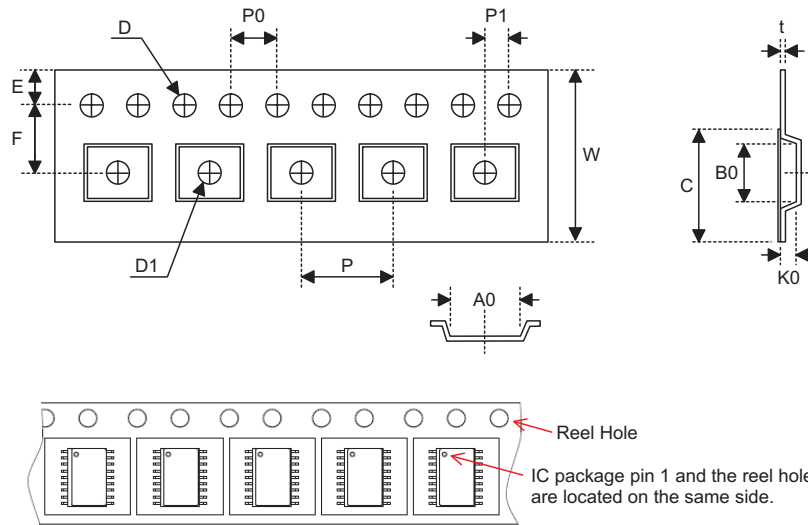 D
P0
P1
t
E
F
W
C
B0
D1
P
K0
A0
Reel Hole
IC package pin 1 and the reel hole
are located on the same side.